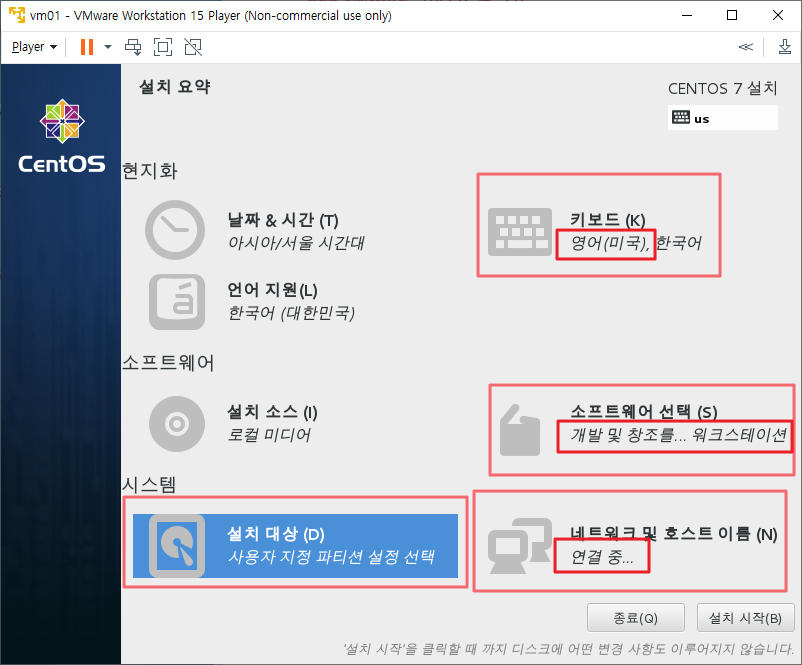 vm01 - VMware Workstation 15 Player (Non-commercial use only)
Player
CentOS
설치 요약
CENTOS 7 설치
us
현지화
날짜 & 시간 (T)
아시아/서울 시간대
키보드 (K)
영어(미국), 한국어
언어 지원(L)
한국어 (대한민국)
소프트웨어
설치 소스 (I)
로컬 미디어
소프트웨어 선택 (S)
개발 및 창조를... 워크스테이션
시스템
설치 대상 (D)
사용자 지정 파티션 설정 선택
네트워크 및 호스트 이름 (N)
연결 중...
종료(Q)
설치 시작(B)
'설치 시작'을 클릭할 때 까지 디스크에 어떤 변경 사항도 이루어지지 않습니다.